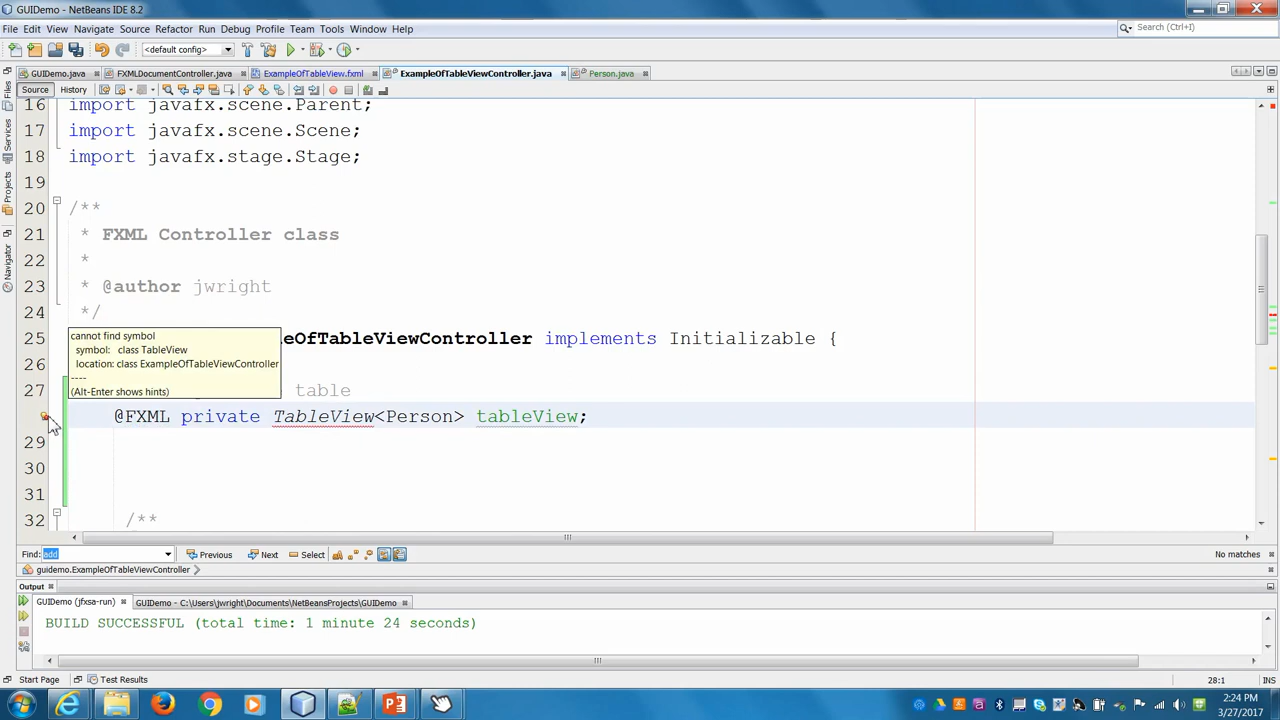 GUIDemo - NetBeans IDE 8.2
File Edit View Navigate Source Refactor Run Debug Profile Team Tools Window Help
Search (Ctrl+I)
<default config>
GUIDemo.java FXMLDocumentController.java ExampleOfTableView.fxml ExampleOfTableViewController.java Person.java
Source History
Files
Services
Projects
Navigator
16 import javafx.scene.Parent;
17 import javafx.scene.Scene;
18 import javafx.stage.Stage;
19
20 /**
21 * FXML Controller class
22 *
23 * @author jwright
24 */
25 eOfTableViewController implements Initializable {
26
27 table
@FXML private TableView<Person> tableView;
29
30
31
32 /**
cannot find symbol
symbol: class TableView
location: class ExampleOfTableViewController
----
(Alt-Enter shows hints)
Find: add Previous Next Select No matches
guidemo.ExampleOfTableViewController
Output
GUIDemo (jfxsa-run) GUIDemo - C:\Users\jwright\Documents\NetBeansProjects\GUIDemo
BUILD SUCCESSFUL (total time: 1 minute 24 seconds)
Start Page Test Results 28:1 INS
2:24 PM
3/27/2017